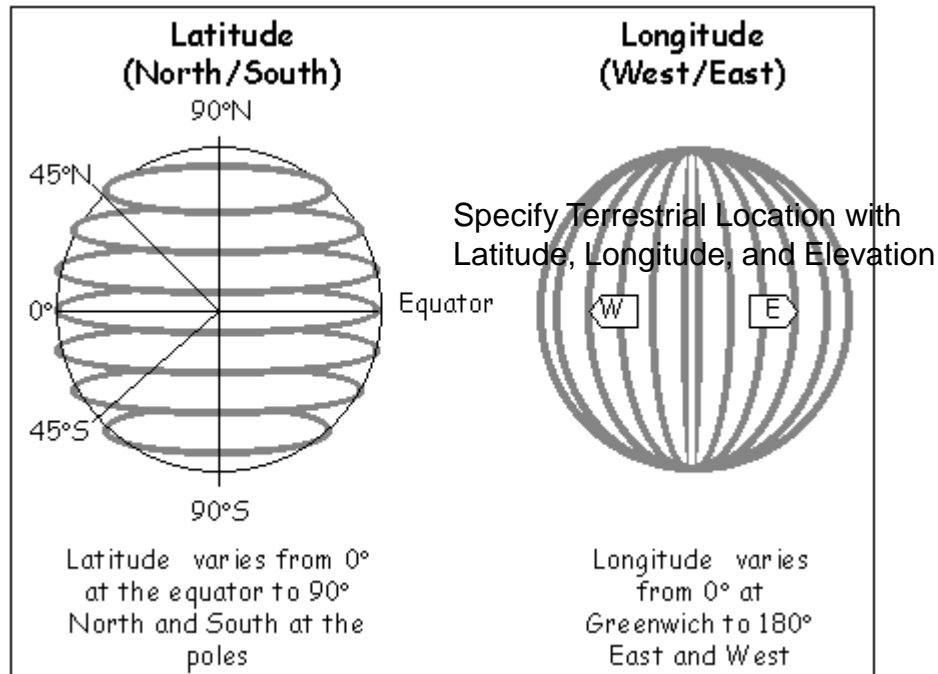 Latitude
(North/South)
90°N
45°N
0°
Equator
45°S
90°S
Latitude varies from 0°
at the equator to 90°
North and South at the
poles
Longitude
(West/East)
Specify Terrestrial Location with
Latitude, Longitude, and Elevation
W
E
Longitude varies
from 0° at
Greenwich to 180°
East and West